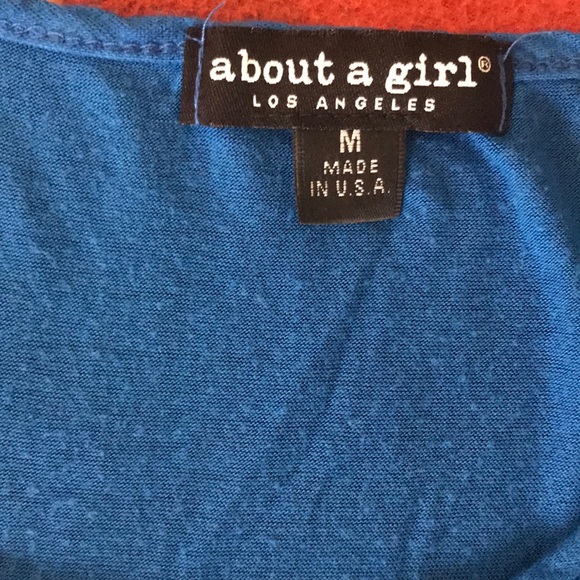 about a girl®
LOS ANGELES
M
MADE
IN U.S.A.